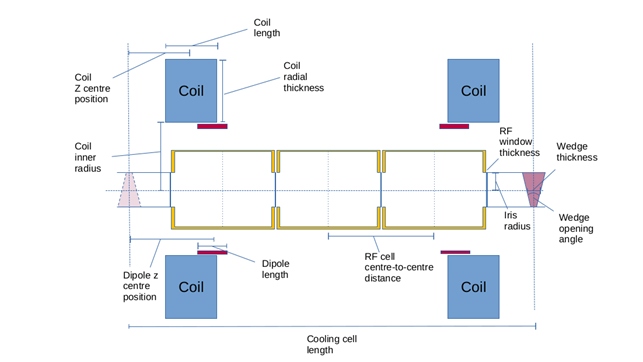 Coil
length
Coil
Z centre
position
Coil
radial
thickness
Coil
Coil
RF
window
thickness
Wedge
thickness
Coil
inner
radius
Iris
radius
Wedge
opening
angle
Dipole z
centre
position
Dipole
length
RF cell
centre-to-centre
distance
Coil
Coil
Cooling cell
length